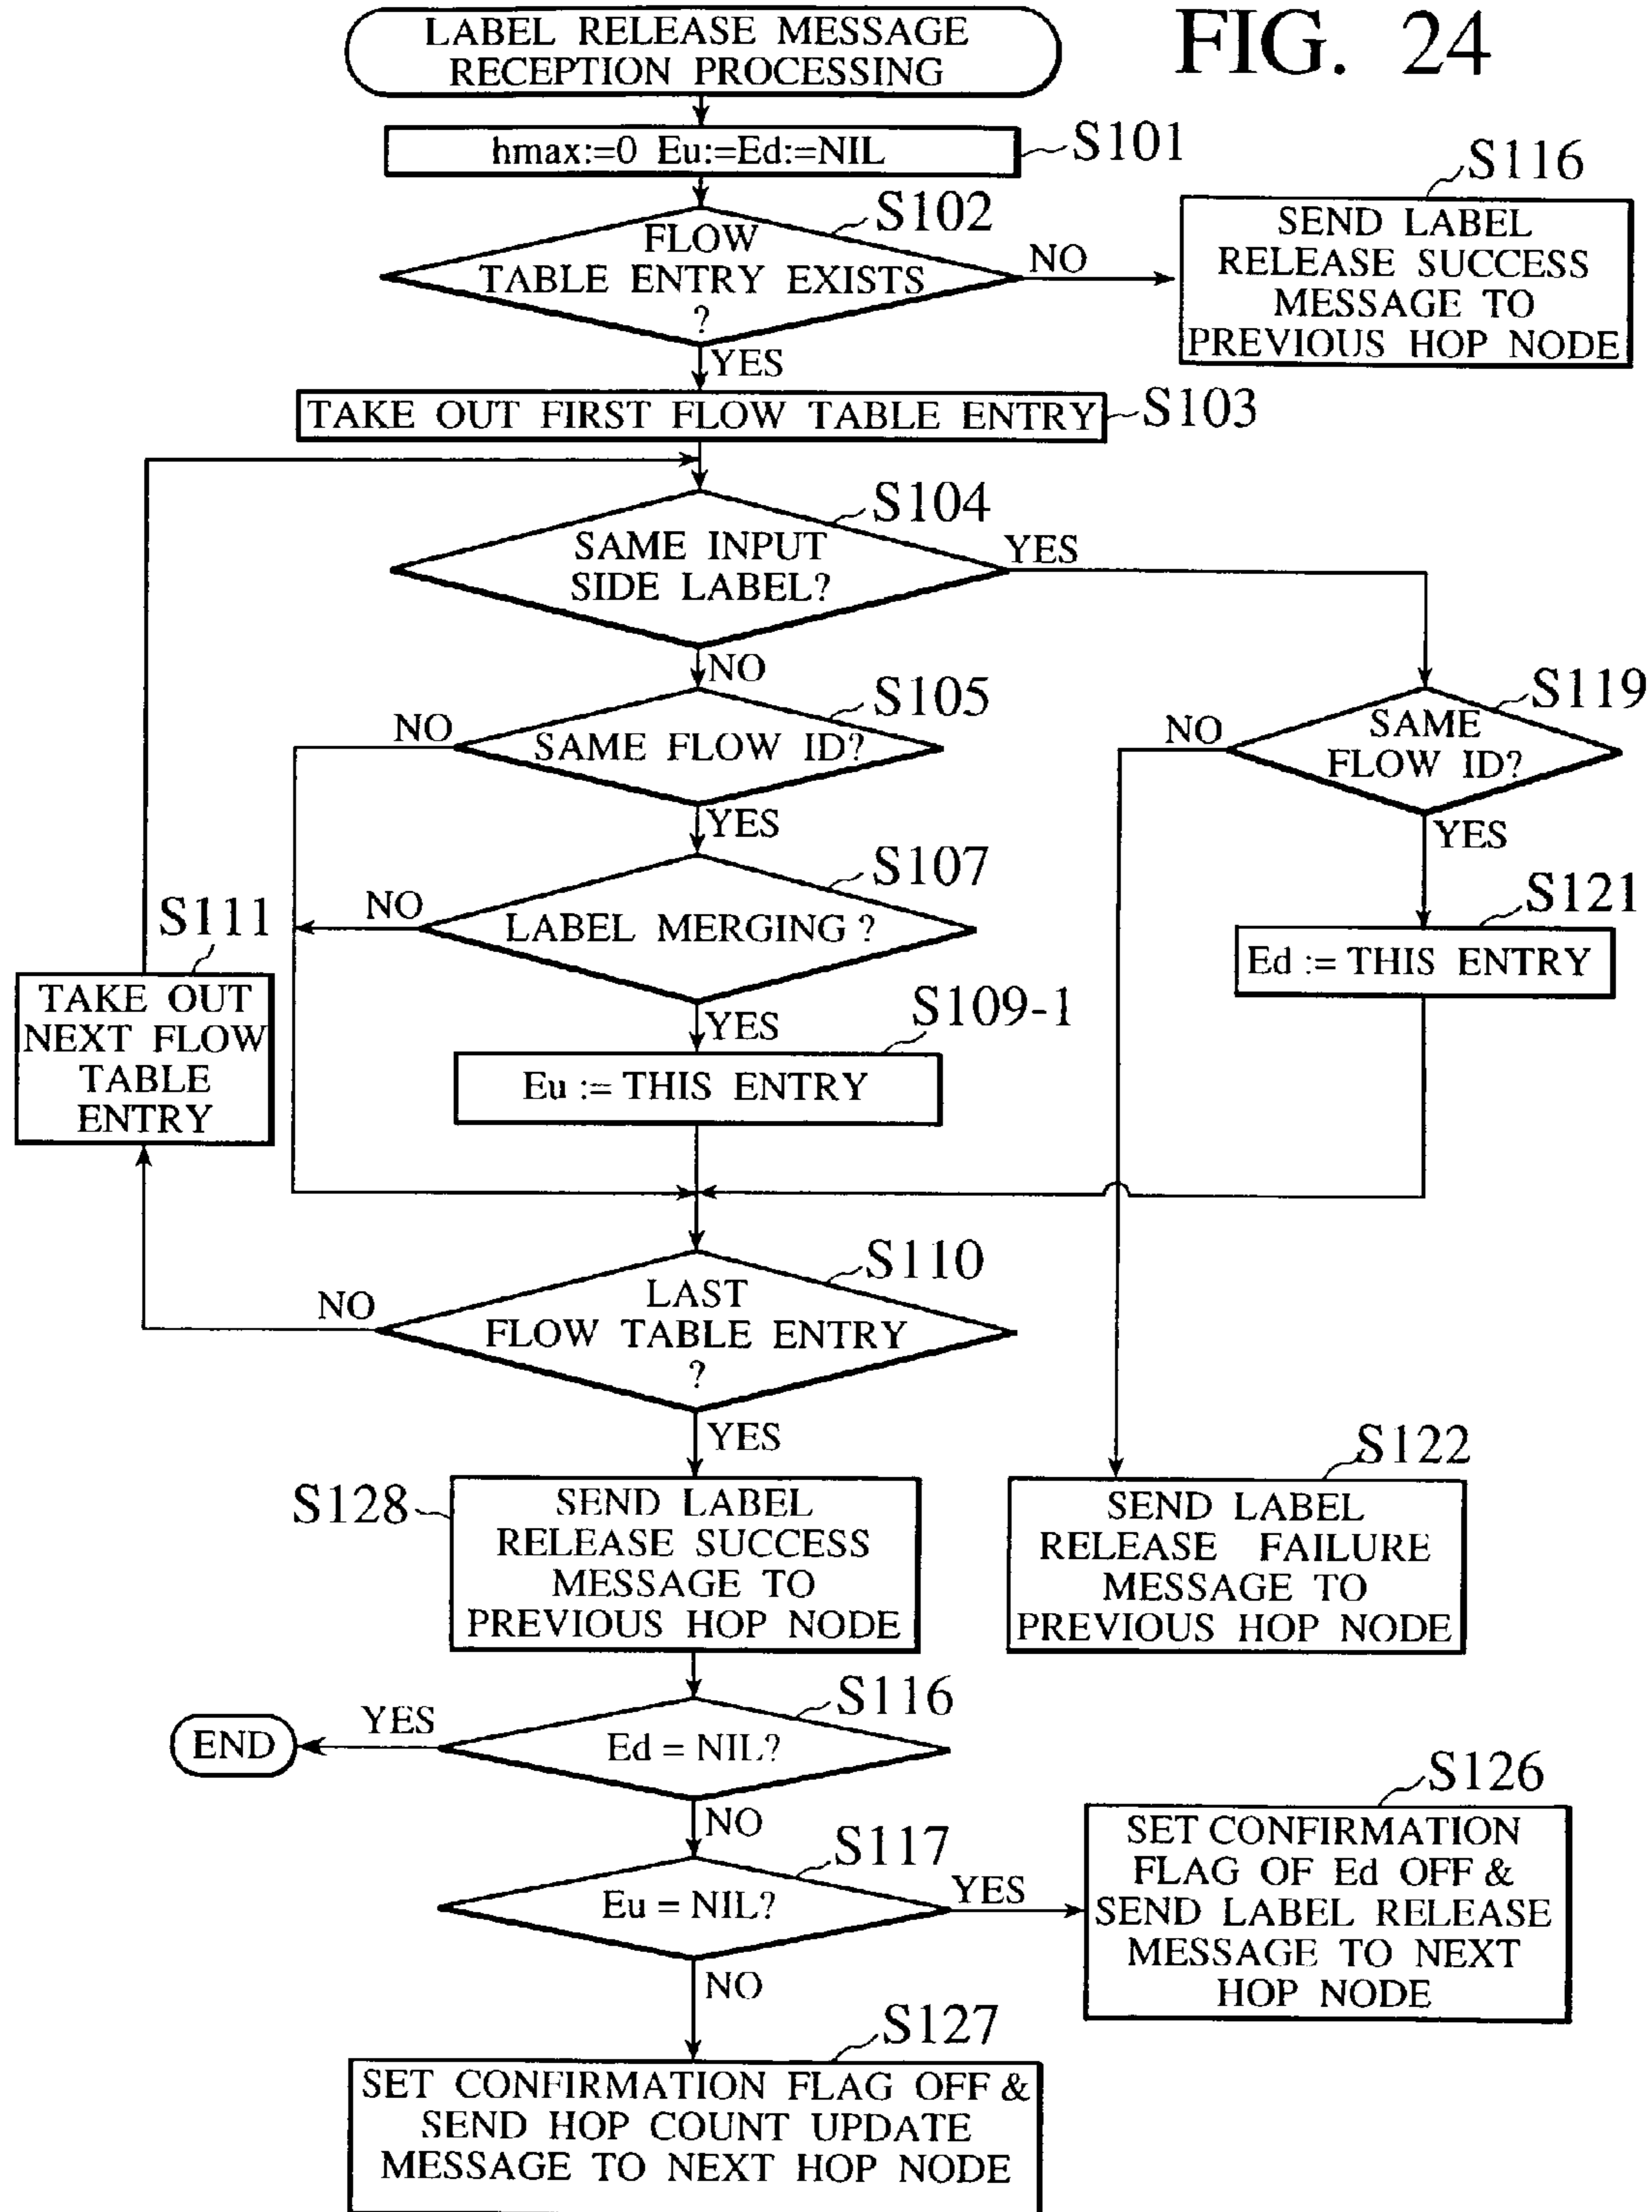 FIG. 24
LABEL RELEASE MESSAGE
RECEPTION PROCESSING
hmax:=0 Eu:=Ed:=NIL
S101
S102
FLOW
TABLE ENTRY EXISTS
?
NO
YES
S116
SEND LABEL
RELEASE SUCCESS
MESSAGE TO
PREVIOUS HOP NODE
TAKE OUT FIRST FLOW TABLE ENTRY
S103
S104
SAME INPUT
SIDE LABEL?
YES
NO
S105
SAME FLOW ID?
NO
YES
S119
SAME
FLOW ID?
NO
YES
S107
LABEL MERGING ?
NO
YES
S121
Ed := THIS ENTRY
S111
TAKE OUT
NEXT FLOW
TABLE
ENTRY
S109-1
Eu := THIS ENTRY
S110
LAST
FLOW TABLE ENTRY
?
NO
YES
S128
SEND LABEL
RELEASE SUCCESS
MESSAGE TO
PREVIOUS HOP NODE
S122
SEND LABEL
RELEASE FAILURE
MESSAGE TO
PREVIOUS HOP NODE
S116
Ed = NIL?
YES
END
NO
S117
Eu = NIL?
YES
NO
S126
SET CONFIRMATION
FLAG OF Ed OFF &
SEND LABEL RELEASE
MESSAGE TO NEXT
HOP NODE
S127
SET CONFIRMATION FLAG OFF &
SEND HOP COUNT UPDATE
MESSAGE TO NEXT HOP NODE